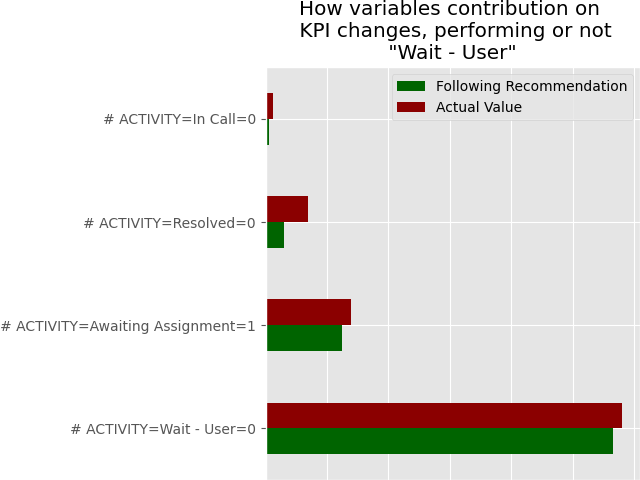 How variables contribution on
KPI changes, performing or not
"Wait - User"
Following Recommendation
Actual Value
# ACTIVITY=In Call=0
# ACTIVITY=Resolved=0
# ACTIVITY=Awaiting Assignment=1
# ACTIVITY=Wait - User=0